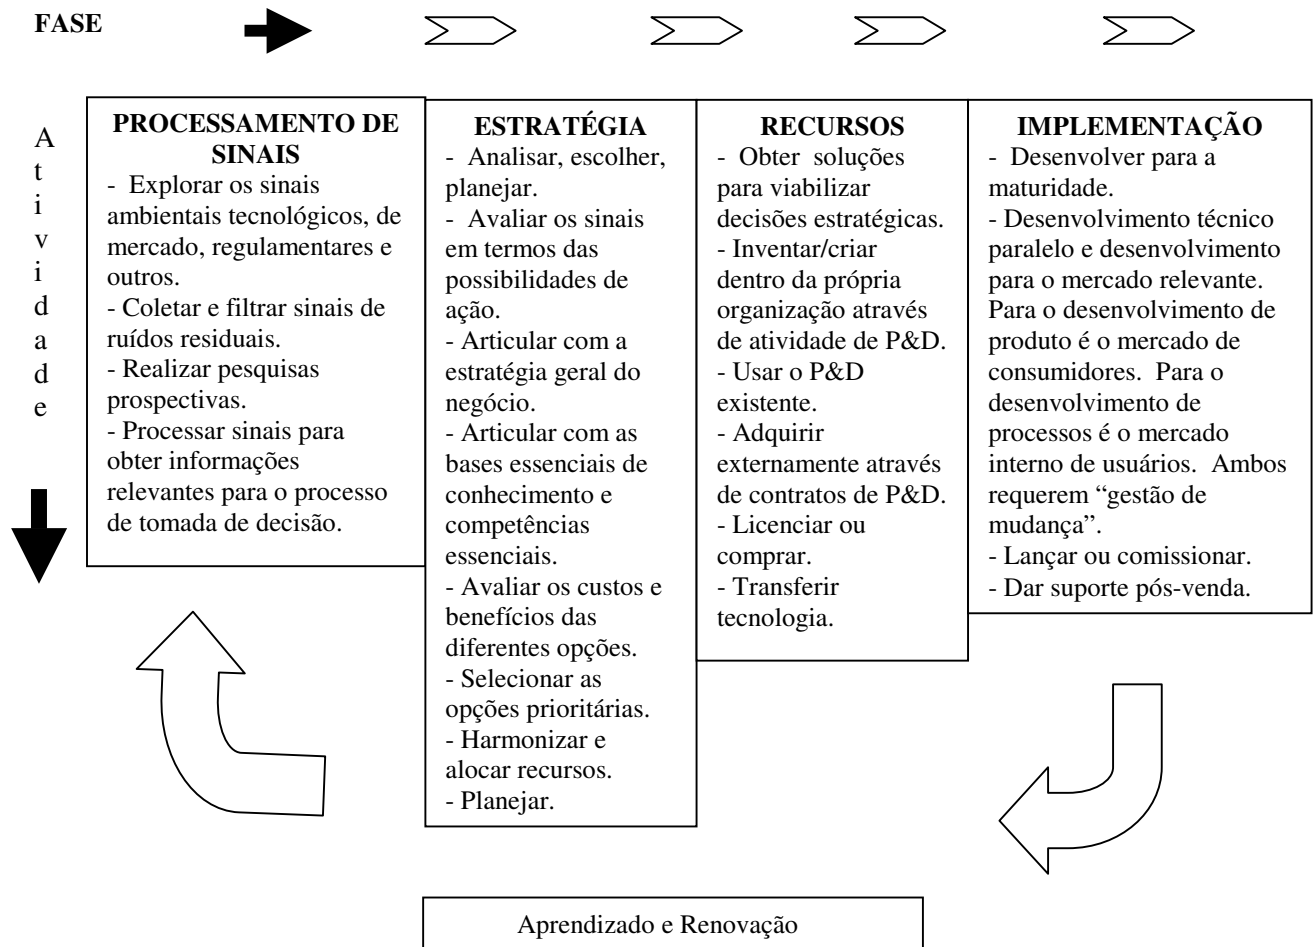 FASE
A
t
i
v
i
d
a
d
e
PROCESSAMENTO DE
SINAIS
- Explorar os sinais
ambientais tecnológicos, de
mercado, regulamentares e
outros.
- Coletar e filtrar sinais de
ruídos residuais.
- Realizar pesquisas
prospectivas.
- Processar sinais para
obter informações
relevantes para o processo
de tomada de decisão.
ESTRATÉGIA
- Analisar, escolher,
planejar.
- Avaliar os sinais
em termos das
possibilidades de
ação.
- Articular com a
estratégia geral do
negócio.
- Articular com as
bases essenciais de
conhecimento e
competências
essenciais.
- Avaliar os custos e
benefícios das
diferentes opções.
- Selecionar as
opções prioritárias.
- Harmonizar e
alocar recursos.
- Planejar.
RECURSOS
- Obter soluções
para viabilizar
decisões estratégicas.
- Inventar/criar
dentro da própria
organização através
de atividade de P&D.
- Usar o P&D
existente.
- Adquirir
externamente através
de contratos de P&D.
- Licenciar ou
comprar.
- Transferir
tecnologia.
IMPLEMENTAÇÃO
- Desenvolver para a
maturidade.
- Desenvolvimento técnico
paralelo e desenvolvimento
para o mercado relevante.
Para o desenvolvimento de
produto é o mercado de
consumidores. Para o
desenvolvimento de
processos é o mercado
interno de usuários. Ambos
requerem “gestão de
mudança”.
- Lançar ou comissionar.
- Dar suporte pós-venda.
Aprendizado e Renovação